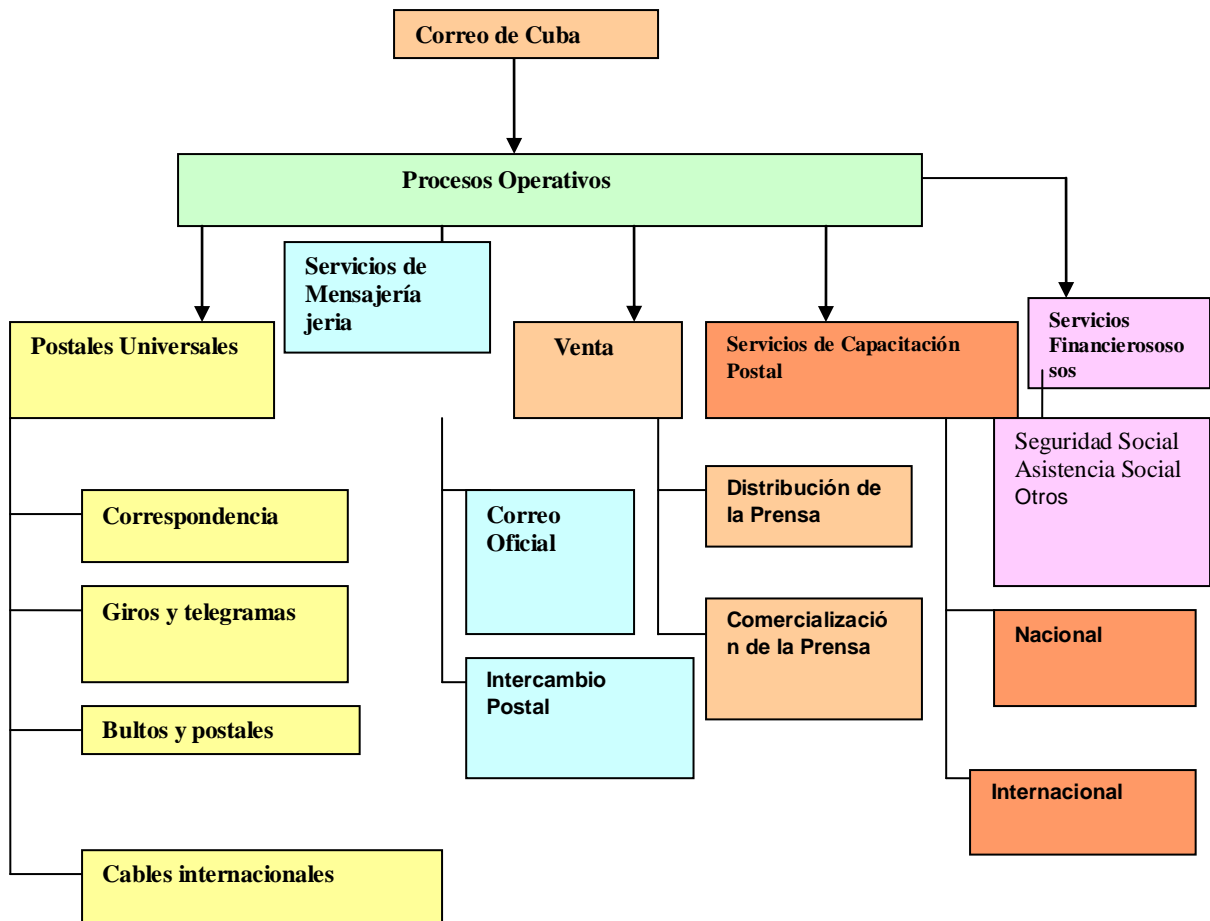 Correo de Cuba
Procesos Operativos
Servicios de
Mensajería
jeria
Postales Universales
Venta
Servicios de Capacitación
Postal
Servicios
Financierososo
sos
Seguridad Social
Asistencia Social
Otros
Correspondencia
Giros y telegramas
Bultos y postales
Cables internacionales
Correo
Oficial
Intercambio
Postal
Distribución de
la Prensa
Comercializació
n de la Prensa
Nacional
Internacional